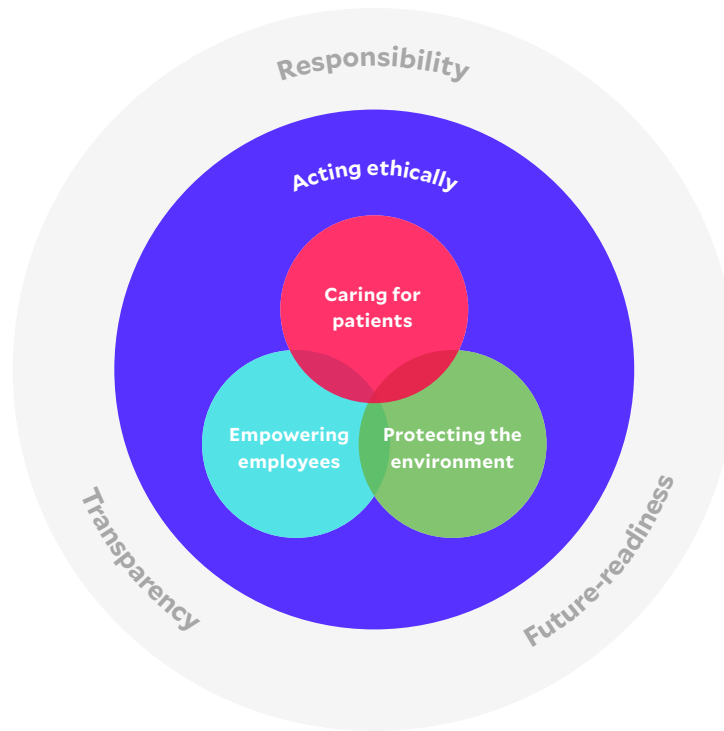 Responsibility
Acting ethically
Caring for
patients
Empowering
employees
Protecting the
environment
Transparency
Future-readiness